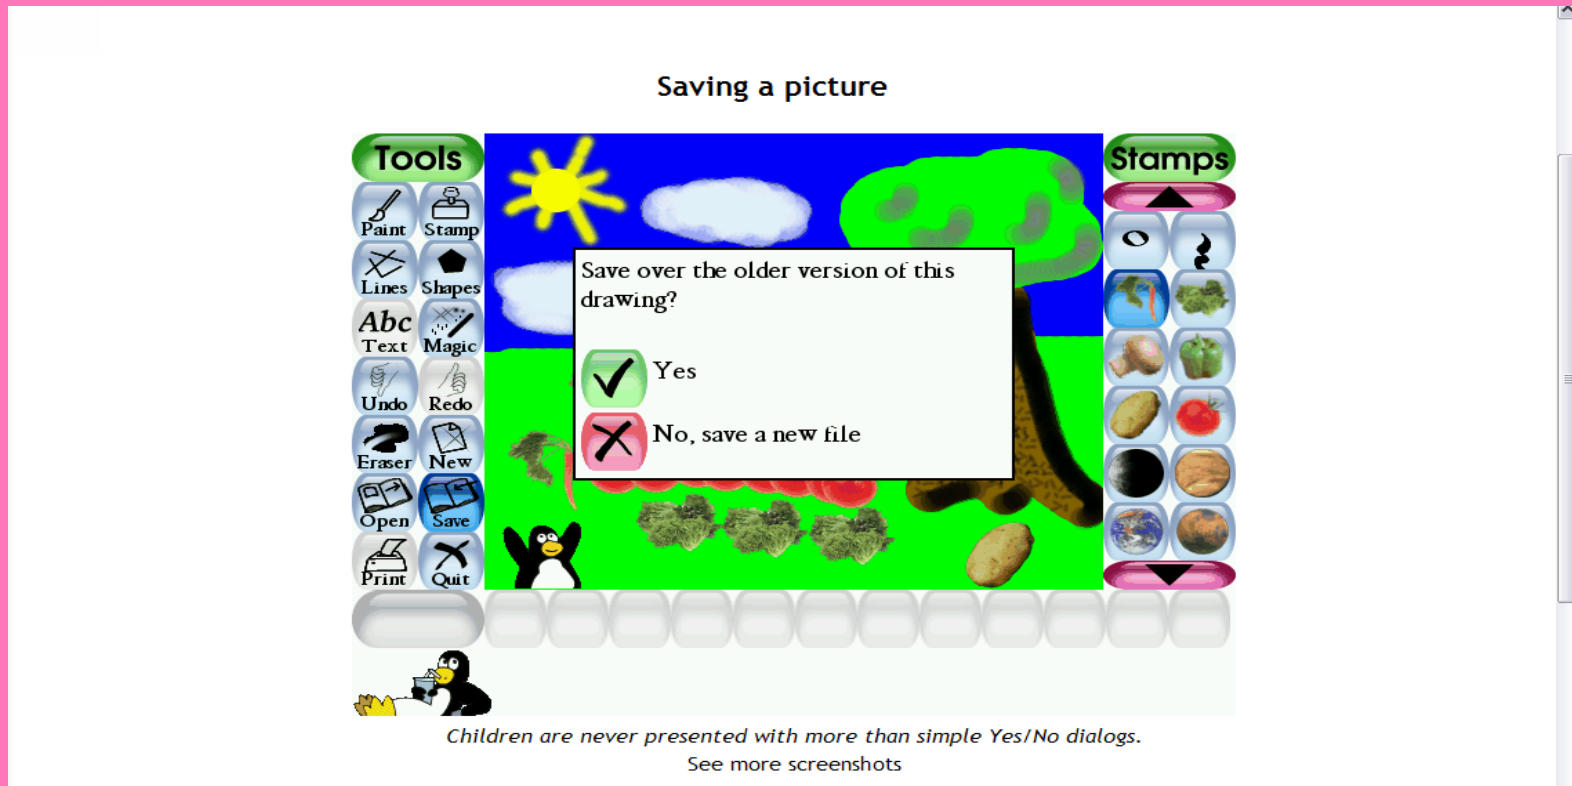 Saving a picture
Tools
Stamps
Paint
Stamp
Lines
Shapes
Abc
Text
Magic
Undo
Redo
Eraser
New
Open
Save
Print
Quit
Save over the older version of this
drawing?
Yes
No, save a new file
Children are never presented with more than simple Yes/No dialogs.
See more screenshots